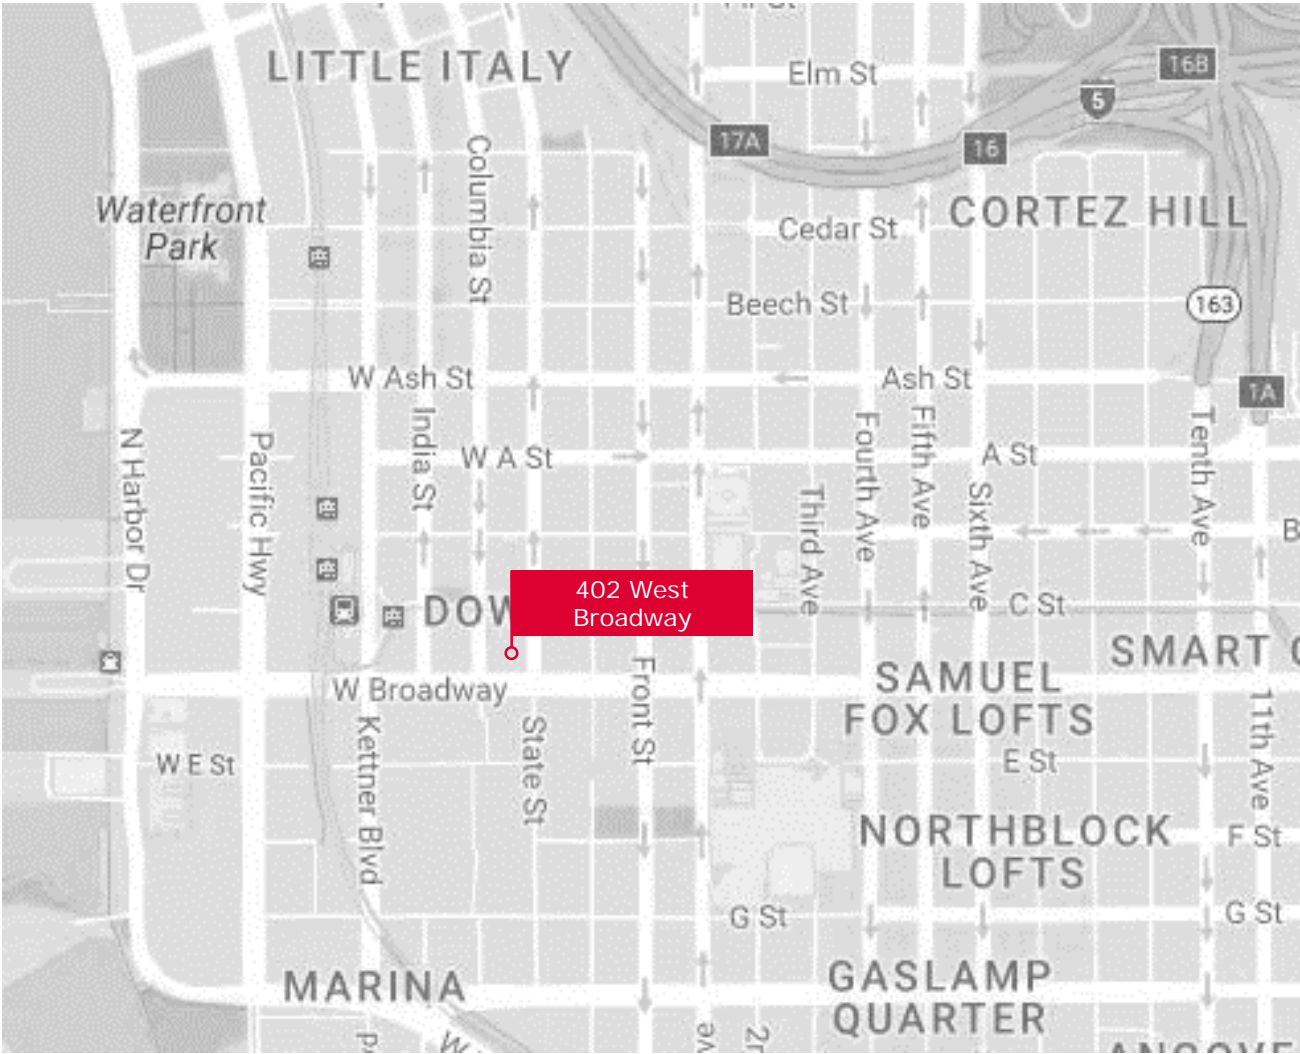 LITTLE ITALY
Elm St
16B
5
17A
16
Columbia St
Waterfront
Park
CORTEZ HILL
Cedar St
Beech St
163
W Ash St
Ash St
1A
N Harbor Dr
Pacific Hwy
India St
W A St
Fourth Ave
Fifth Ave
A St
Tenth Ave
Third Ave
Sixth Ave
B
402 West
Broadway
DOW
C St
SMART
W Broadway
Front St
SAMUEL
FOX LOFTS
11th Ave
W E St
Kettner Blvd
State St
E St
NORTHBLOCK
LOFTS
F St
G St
G St
MARINA
GASLAMP
QUARTER